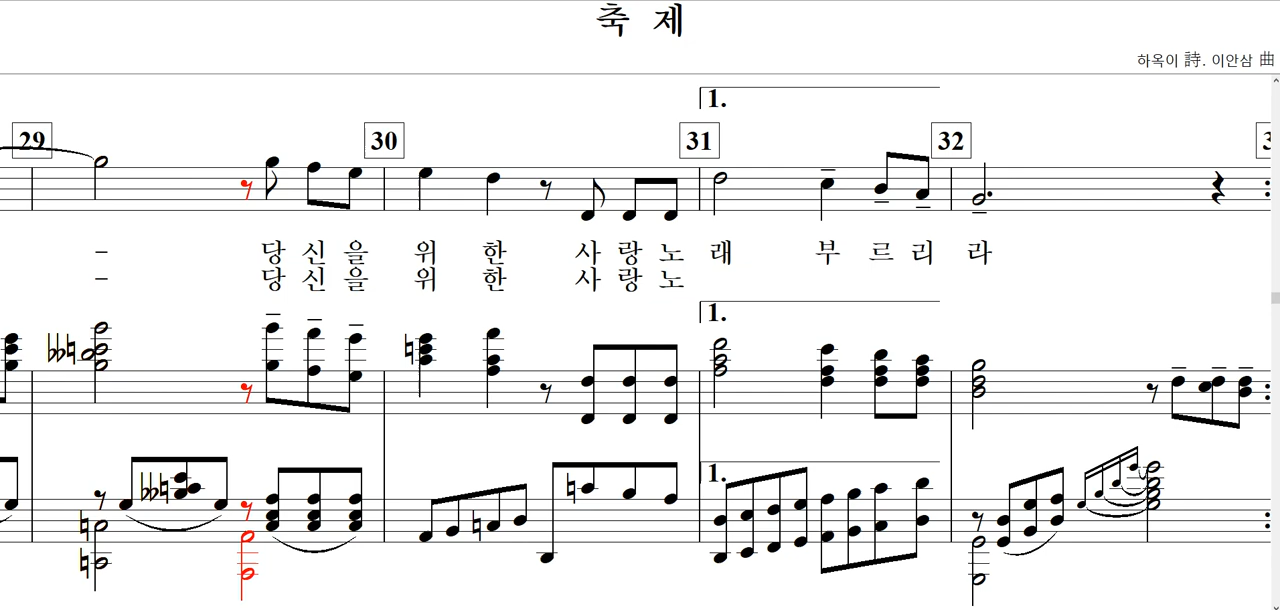 축 제
하옥이 詩. 이안삼 曲
1.
29 30 31 32 3
- 당 신 을 위 한 사 랑 노 래 부 르 리 라
- 당 신 을 위 한 사 랑 노
1.
1.